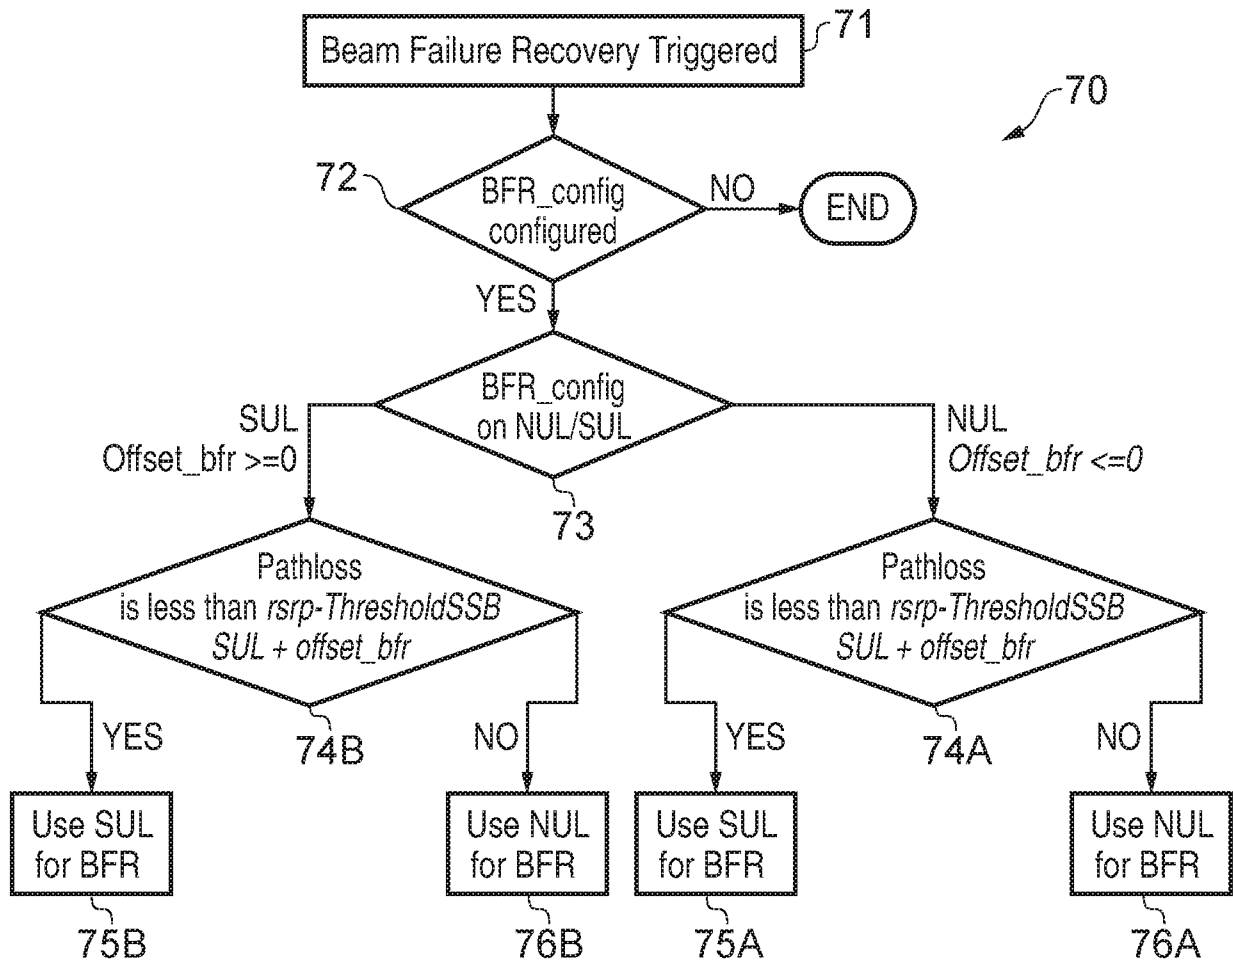 Beam Failure Recovery Triggered
71
70
72
BFR_config
configured
NO
END
YES
BFR_config
on NUL/SUL
73
SUL
Offset_bfr >=0
NUL
Offset_bfr <=0
Pathloss
is less than rsrp-ThresholdSSB
SUL + offset_bfr
74B
YES
NO
Pathloss
is less than rsrp-ThresholdSSB
SUL + offset_bfr
74A
YES
NO
Use SUL
for BFR
75B
Use NUL
for BFR
76B
Use SUL
for BFR
75A
Use NUL
for BFR
76A